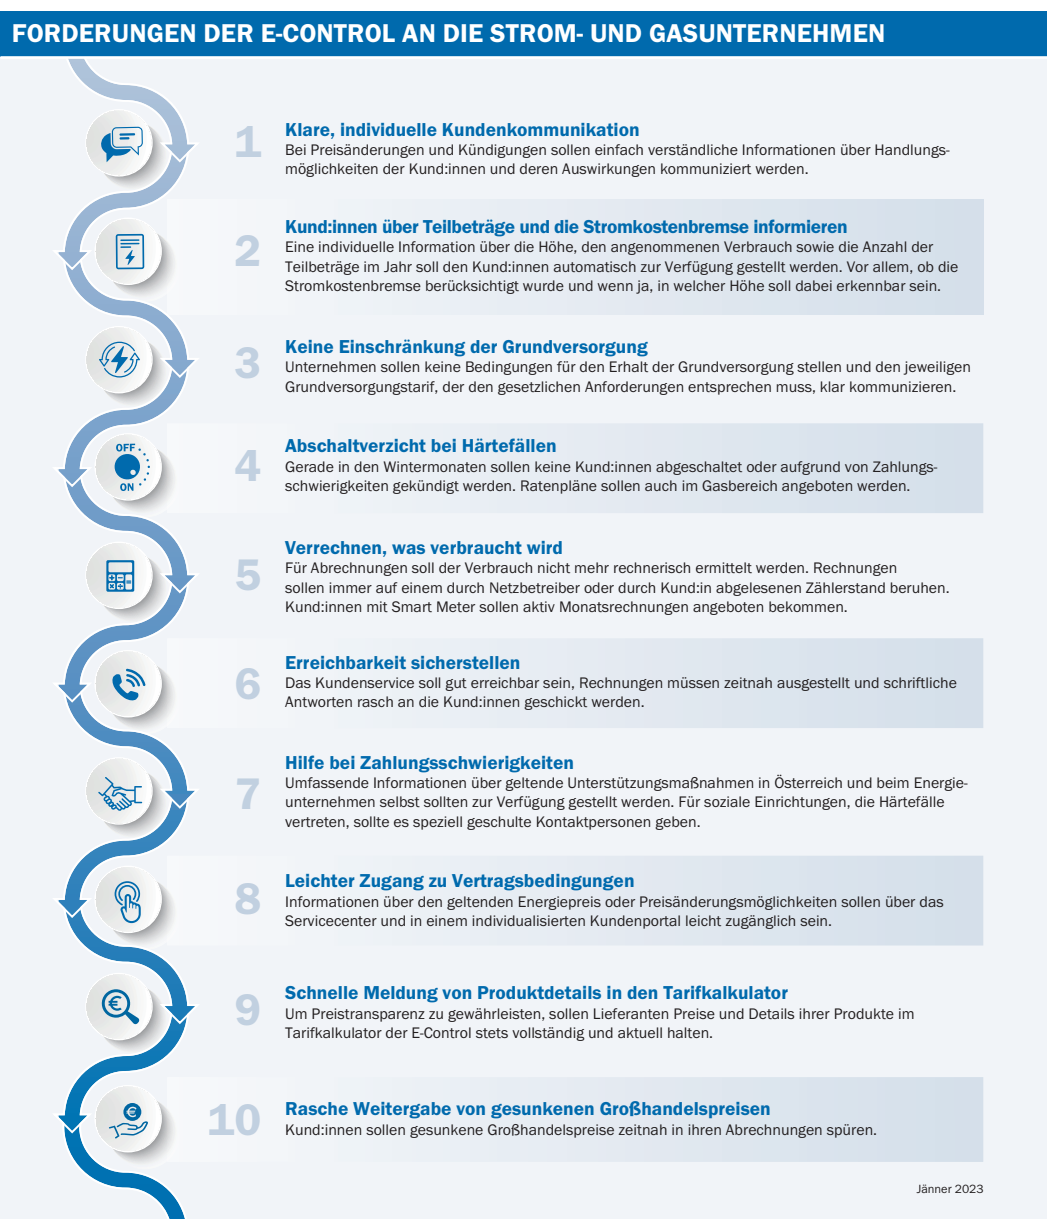 FORDERUNGEN DER E-CONTROL AN DIE STROM- UND GASUNTERNEHMEN
1
Klare, individuelle Kundenkommunikation
Bei Preisänderungen und Kündigungen sollen einfach verständliche Informationen über Handlungs-
möglichkeiten der Kund:innen und deren Auswirkungen kommuniziert werden.
2
Kund:innen über Teilbeträge und die Stromkostenbremse informieren
Eine individuelle Information über die Höhe, den angenommenen Verbrauch sowie die Anzahl der
Teilbeträge im Jahr soll den Kund:innen automatisch zur Verfügung gestellt werden. Vor allem, ob die
Stromkostenbremse berücksichtigt wurde und wenn ja, in welcher Höhe soll dabei erkennbar sein.
3
Keine Einschränkung der Grundversorgung
Unternehmen sollen keine Bedingungen für den Erhalt der Grundversorgung stellen und den jeweiligen
Grundversorgungstarif, der den gesetzlichen Anforderungen entsprechen muss, klar kommunizieren.
OFF
ON
4
Abschaltverzicht bei Härtefällen
Gerade in den Wintermonaten sollen keine Kund:innen abgeschaltet oder aufgrund von Zahlungs-
schwierigkeiten gekündigt werden. Ratenpläne sollen auch im Gasbereich angeboten werden.
5
Verrechnen, was verbraucht wird
Für Abrechnungen soll der Verbrauch nicht mehr rechnerisch ermittelt werden. Rechnungen
sollen immer auf einem durch Netzbetreiber oder durch Kund:in abgelesenen Zählerstand beruhen.
Kund:innen mit Smart Meter sollen aktiv Monatsrechnungen angeboten bekommen.
6
Erreichbarkeit sicherstellen
Das Kundenservice soll gut erreichbar sein, Rechnungen müssen zeitnah ausgestellt und schriftliche
Antworten rasch an die Kund:innen geschickt werden.
7
Hilfe bei Zahlungsschwierigkeiten
Umfassende Informationen über geltende Unterstützungsmaßnahmen in Österreich und beim Energie-
unternehmen selbst sollten zur Verfügung gestellt werden. Für soziale Einrichtungen, die Härtefälle
vertreten, sollte es speziell geschulte Kontaktpersonen geben.
8
Leichter Zugang zu Vertragsbedingungen
Informationen über den geltenden Energiepreis oder Preisänderungsmöglichkeiten sollen über das
Servicecenter und in einem individualisierten Kundenportal leicht zugänglich sein.
€
9
Schnelle Meldung von Produktdetails in den Tarifkalkulator
Um Preistransparenz zu gewährleisten, sollen Lieferanten Preise und Details ihrer Produkte im
Tarifkalkulator der E-Control stets vollständig und aktuell halten.
€
10
Rasche Weitergabe von gesunkenen Großhandelspreisen
Kund:innen sollen gesunkene Großhandelspreise zeitnah in ihren Abrechnungen spüren.
Jänner 2023